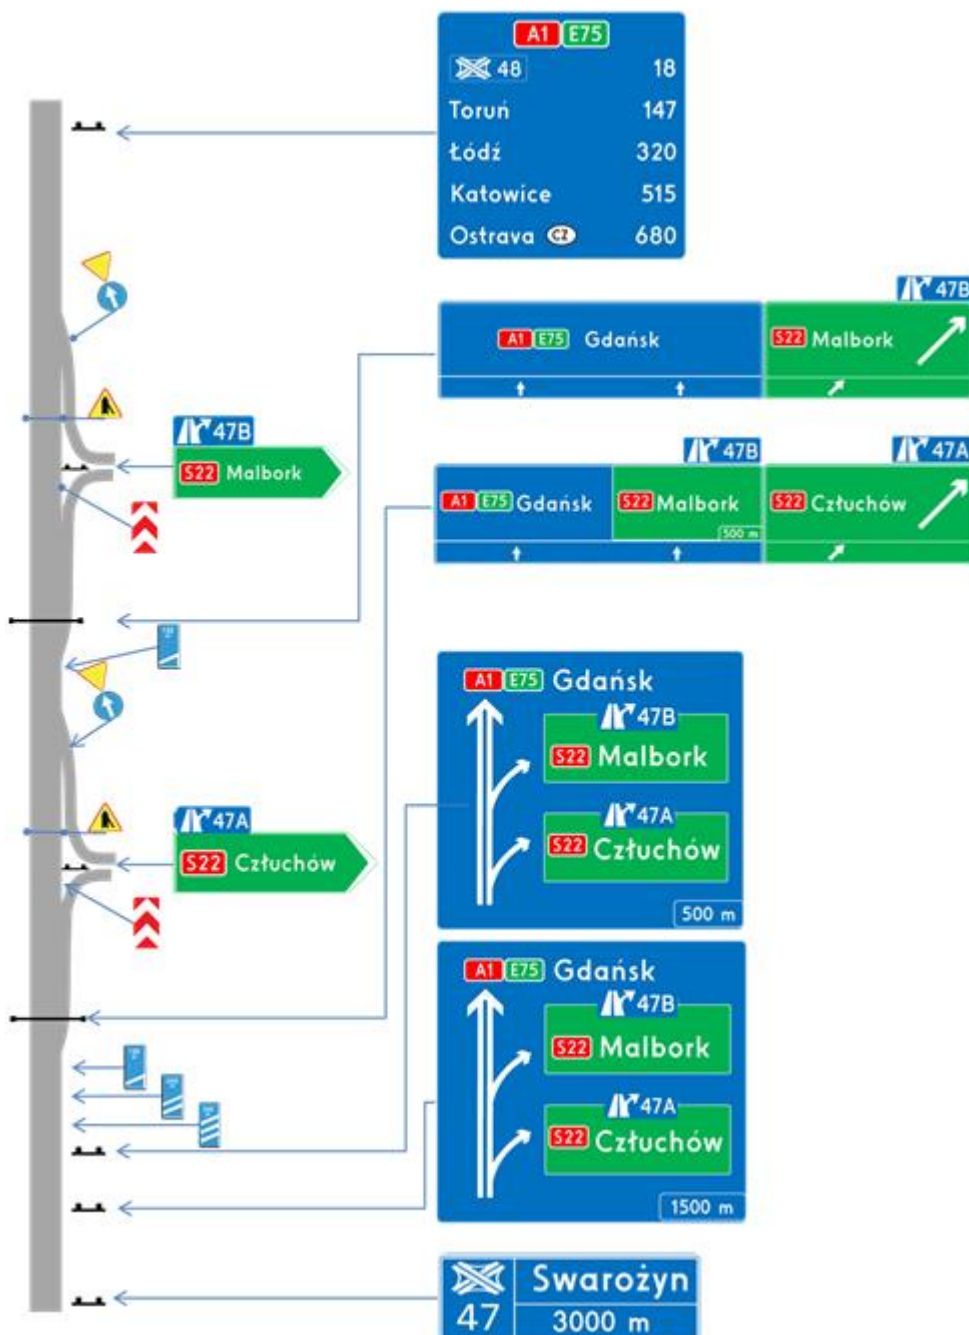 A1 E75
48 18
Toruń 147
Łódź 320
Katowice 515
Ostrava CZ 680
47B
A1 E75 Gdańsk
S22 Malbork
47B
S22 Malbork
47B
47A
A1 E75 Gdańsk
S22 Malbork
500 m
S22 Człuchów
A1 E75 Gdańsk
47B
S22 Malbork
47A
S22 Człuchów
500 m
47A
S22 Człuchów
A1 E75 Gdańsk
47B
S22 Malbork
47A
S22 Człuchów
1500 m
47
Swarożyn
3000 m